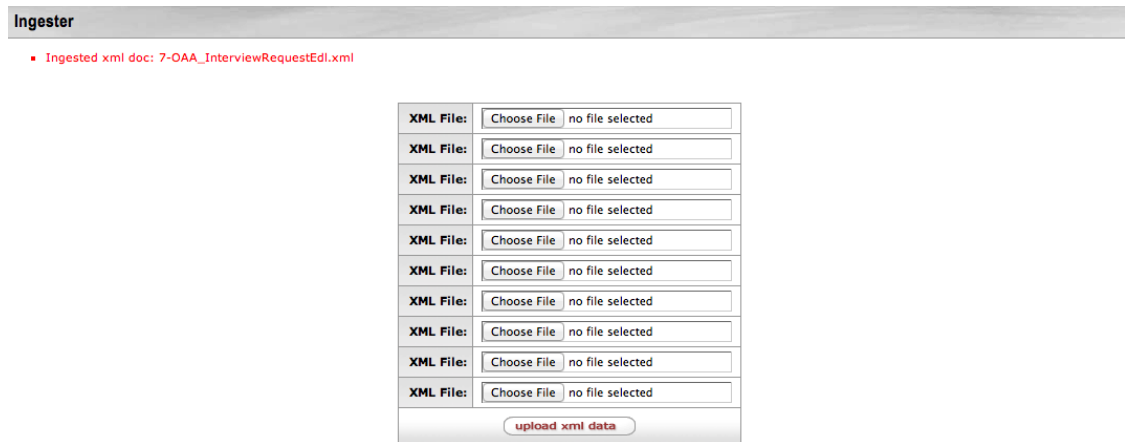 Ingester
Ingested xml doc: 7-OAA_InterviewRequestEdl.xml
XML File: Choose File no file selected
XML File: Choose File no file selected
XML File: Choose File no file selected
XML File: Choose File no file selected
XML File: Choose File no file selected
XML File: Choose File no file selected
XML File: Choose File no file selected
XML File: Choose File no file selected
XML File: Choose File no file selected
XML File: Choose File no file selected
upload xml data